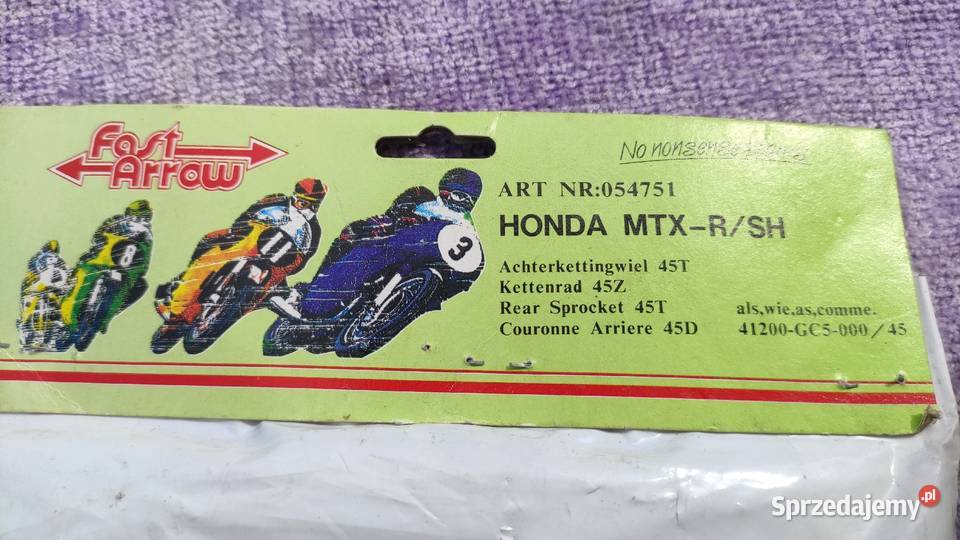 Fast
Arrow
No nonsense
ART NR:054751
HONDA MTX-R/SH
Achterkettingwiel 45T
Kettenrad 45Z
Rear Sprocket 45T als,wie,as,comme.
Couronne Arriere 45D 41200-GC5-000/45
8
11
3
Sprzedajemy.pl